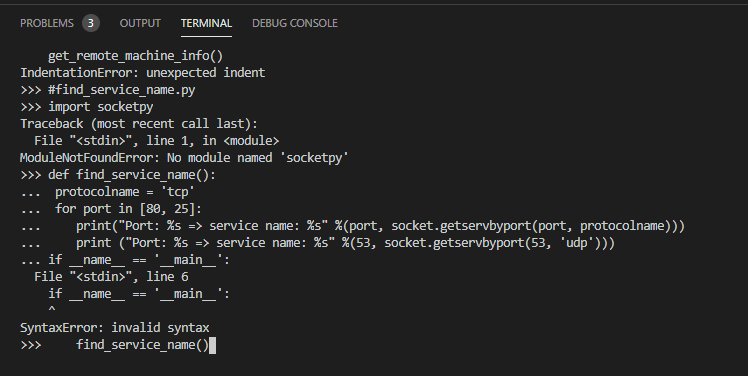 PROBLEMS 3 OUTPUT TERMINAL DEBUG CONSOLE
    get_remote_machine_info()
IndentationError: unexpected indent
>>> #find_service_name.py
>>> import socketpy
Traceback (most recent call last):
  File "<stdin>", line 1, in <module>
ModuleNotFoundError: No module named 'socketpy'
>>> def find_service_name():
...  protocolname = 'tcp'
...  for port in [80, 25]:
...     print("Port: %s => service name: %s" %(port, socket.getservbyport(port, protocolname)))
...     print ("Port: %s => service name: %s" %(53, socket.getservbyport(53, 'udp')))
... if __name__ == '__main__':
  File "<stdin>", line 6
    if __name__ == '__main__':
    ^
SyntaxError: invalid syntax
>>>     find_service_name()